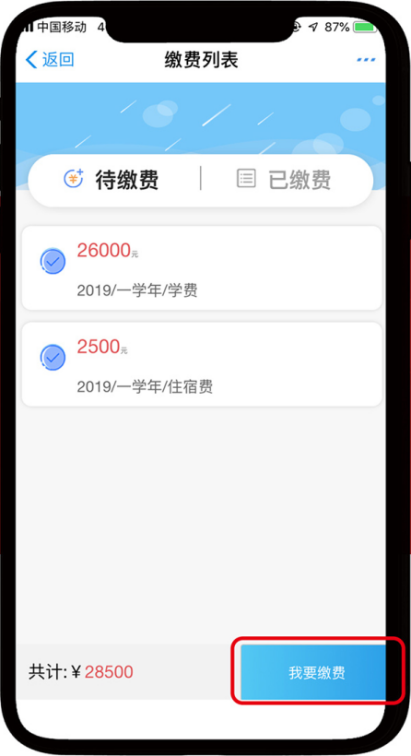 中国移动 4 87%
返回 缴费列表
待缴费 已缴费
26000元
2019/一学年/学费
2500元
2019/一学年/住宿费
共计:¥28500 我要缴费